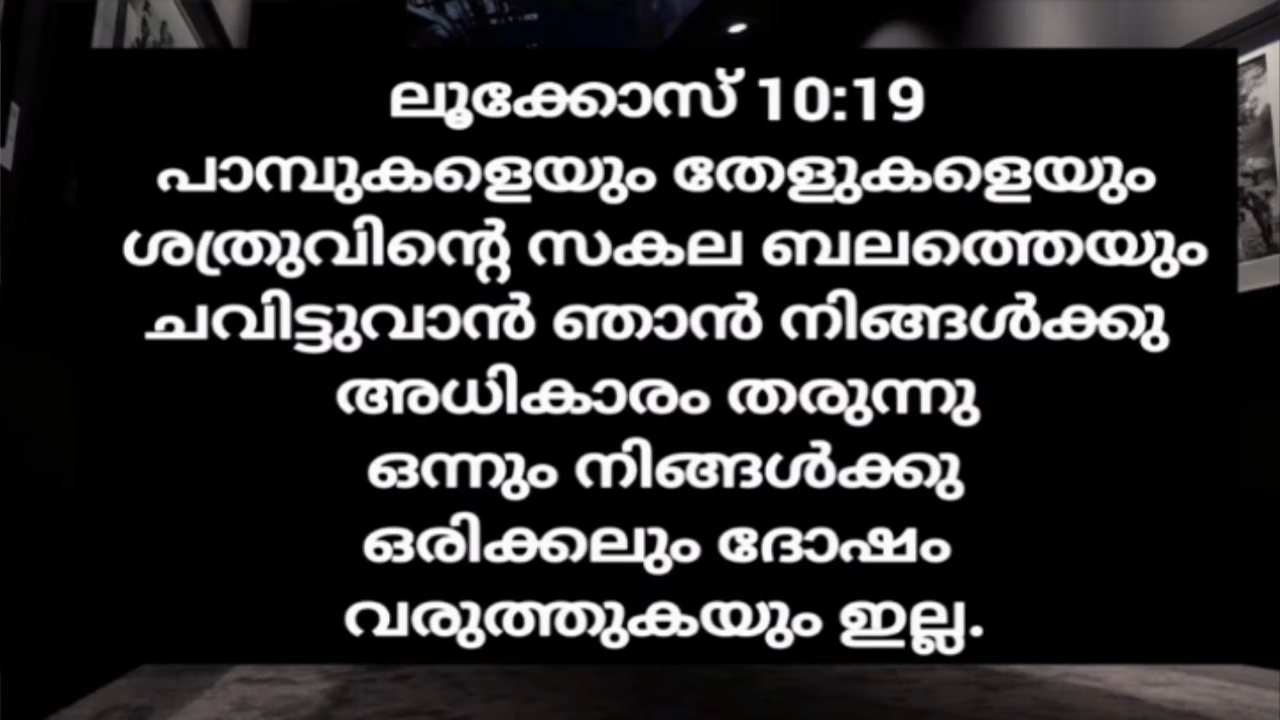 ലൂക്കോസ് 10:19
പാമ്പുകളെയും തേളുകളെയും
ശത്രുവിന്റെ സകല ബലത്തെയും
ചവിട്ടുവാൻ ഞാൻ നിങ്ങൾക്കു
അധികാരം തരുന്നു
ഒന്നും നിങ്ങൾക്കു
ഒരിക്കലും ദോഷം
വരുത്തുകയും ഇല്ല.